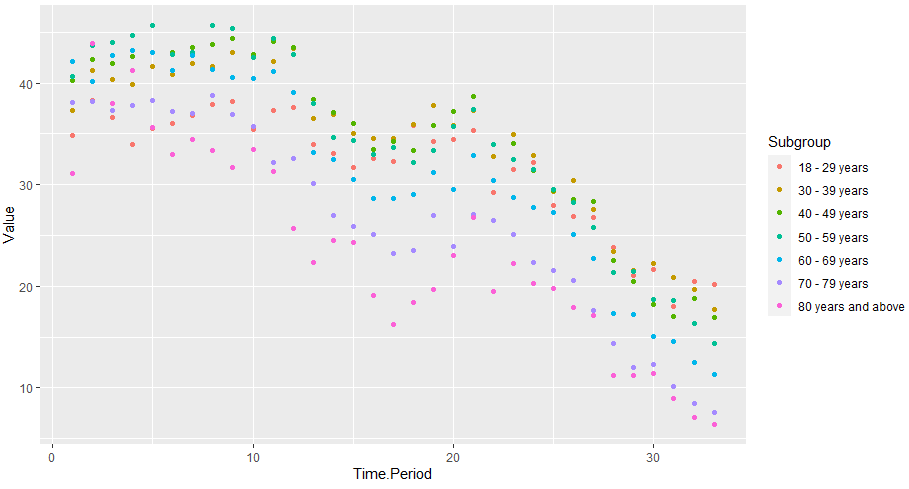 40
30
20
10
Value
0
10
20
30
Time.Period
Subgroup
18 - 29 years
30 - 39 years
40 - 49 years
50 - 59 years
60 - 69 years
70 - 79 years
80 years and above